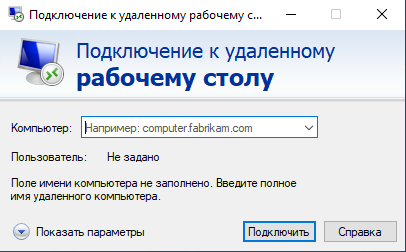 Подключение к удаленному рабочему с...
Подключение к удаленному
рабочему столу
Компьютер: Например: computer.fabrikam.com
Пользователь: Не задано
Поле имени компьютера не заполнено. Введите полное
имя удаленного компьютера.
Показать параметры Подключить Справка